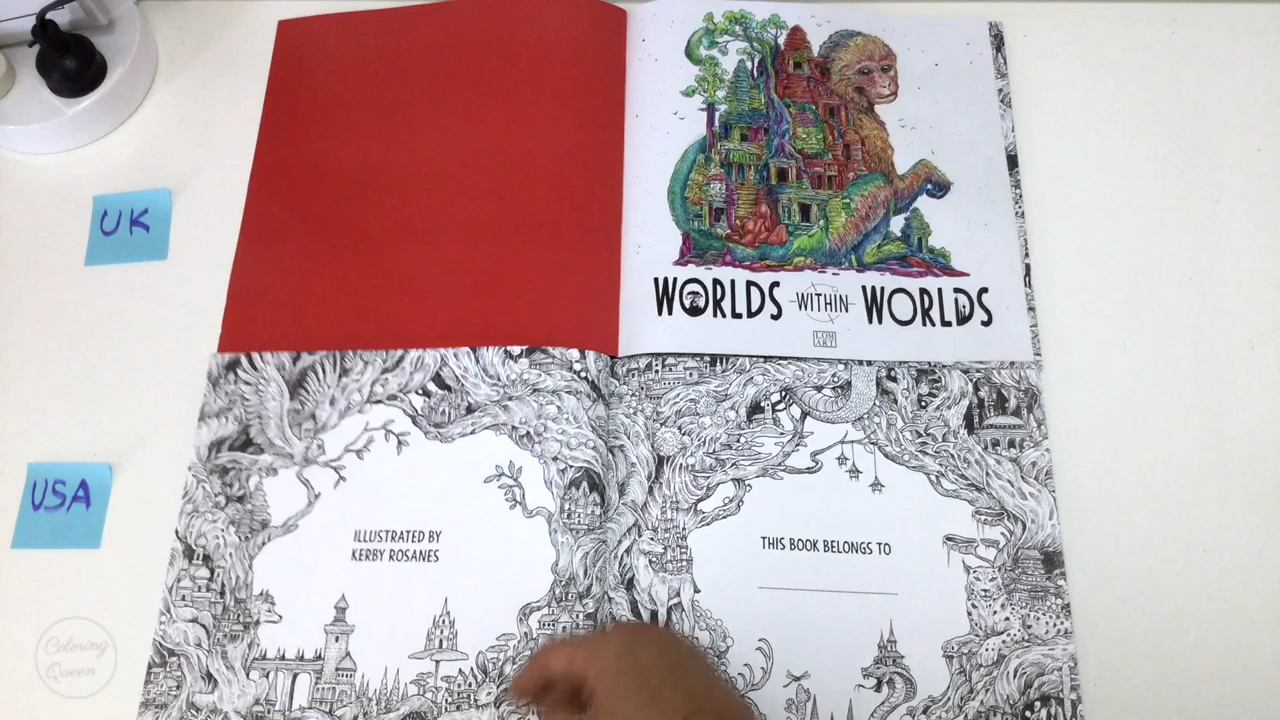 UK
WORLDS WITHIN WORLDS
LOM
ART
USA
ILLUSTRATED BY
KERBY ROSANES
THIS BOOK BELONGS TO
Coloring
Queen